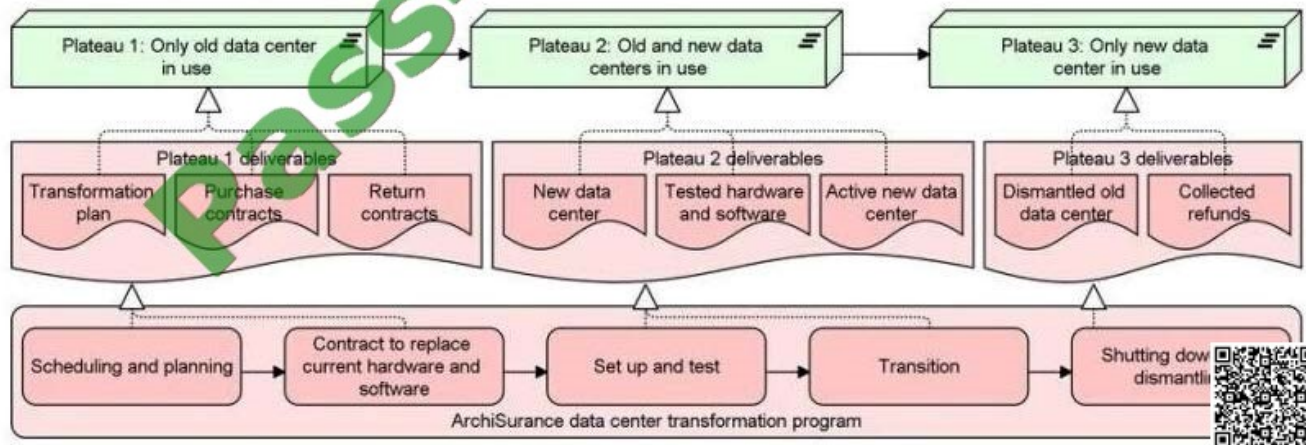 Plateau 1: Only old data center
in use
Plateau 2: Old and new data
centers in use
Plateau 3: Only new data
center in use
Plateau 1 deliverables
Transformation
plan
Purchase
contracts
Return
contracts
Plateau 2 deliverables
New data
center
Tested hardware
and software
Active new data
center
Plateau 3 deliverables
Dismantled old
data center
Collected
refunds
Scheduling and planning
Contract to replace
current hardware and
software
Set up and test
Transition
Shutting
ArchiSurance data center transformation program
Pass